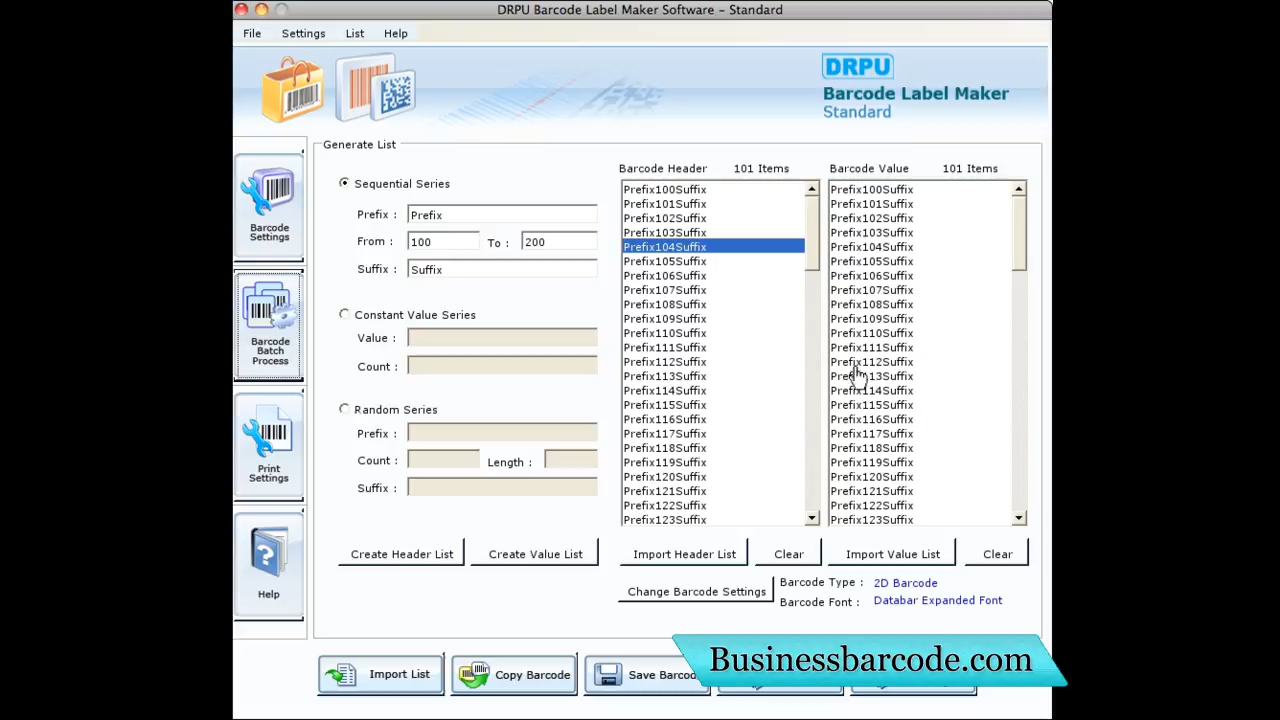 DRPU Barcode Label Maker Software - Standard
File Settings List Help
DRPU
Barcode Label Maker
Standard
Barcode Settings
Barcode Batch Process
Print Settings
Help
Generate List
Sequential Series
Prefix : Prefix
From : 100 To : 200
Suffix : Suffix
Constant Value Series
Value :
Count :
Random Series
Prefix :
Count : Length :
Suffix :
Create Header List
Create Value List
Barcode Header 101 Items
Prefix100Suffix
Prefix101Suffix
Prefix102Suffix
Prefix103Suffix
Prefix104Suffix
Prefix105Suffix
Prefix106Suffix
Prefix107Suffix
Prefix108Suffix
Prefix109Suffix
Prefix110Suffix
Prefix111Suffix
Prefix112Suffix
Prefix113Suffix
Prefix114Suffix
Prefix115Suffix
Prefix116Suffix
Prefix117Suffix
Prefix118Suffix
Prefix119Suffix
Prefix120Suffix
Prefix121Suffix
Prefix122Suffix
Prefix123Suffix
Import Header List
Clear
Barcode Value 101 Items
Prefix100Suffix
Prefix101Suffix
Prefix102Suffix
Prefix103Suffix
Prefix104Suffix
Prefix105Suffix
Prefix106Suffix
Prefix107Suffix
Prefix108Suffix
Prefix109Suffix
Prefix110Suffix
Prefix111Suffix
Prefix112Suffix
Prefix113Suffix
Prefix114Suffix
Prefix115Suffix
Prefix116Suffix
Prefix117Suffix
Prefix118Suffix
Prefix119Suffix
Prefix120Suffix
Prefix121Suffix
Prefix122Suffix
Prefix123Suffix
Import Value List
Clear
Change Barcode Settings
Barcode Type : 2D Barcode
Barcode Font : Databar Expanded Font
Import List
Copy Barcode
Save Barco
Businessbarcode.com